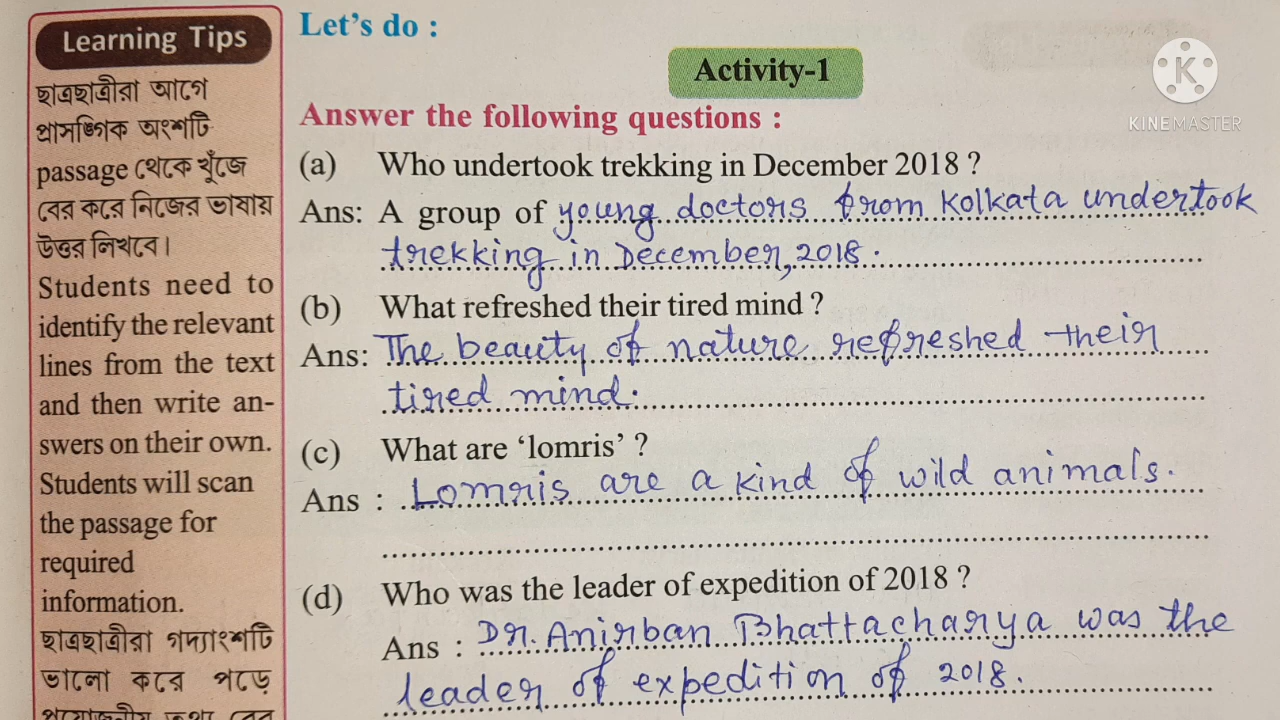 Learning Tips
ছাত্রছাত্রীরা আগে
প্রাসঙ্গিক অংশটি
passage থেকে খুঁজে
বের করে নিজের ভাষায়
উত্তর লিখবে।
Students need to
identify the relevant
lines from the text
and then write an-
swers on their own.
Students will scan
the passage for
required
information.
ছাত্রছাত্রীরা গদ্যাংশটি
ভালো করে পড়ে
Let's do :
Activity-1
KINEMASTER
Answer the following questions :
(a) Who undertook trekking in December 2018 ?
Ans: A group of young doctors from Kolkata undertook
trekking in December, 2018.
(b) What refreshed their tired mind ?
Ans: The beauty of nature refreshed their
tired mind.
(c) What are 'lomris' ?
Ans : Lomris are a kind of wild animals.
(d) Who was the leader of expedition of 2018 ?
Ans : Dr. Anirban Bhattacharya was the
leader of expedition of 2018.